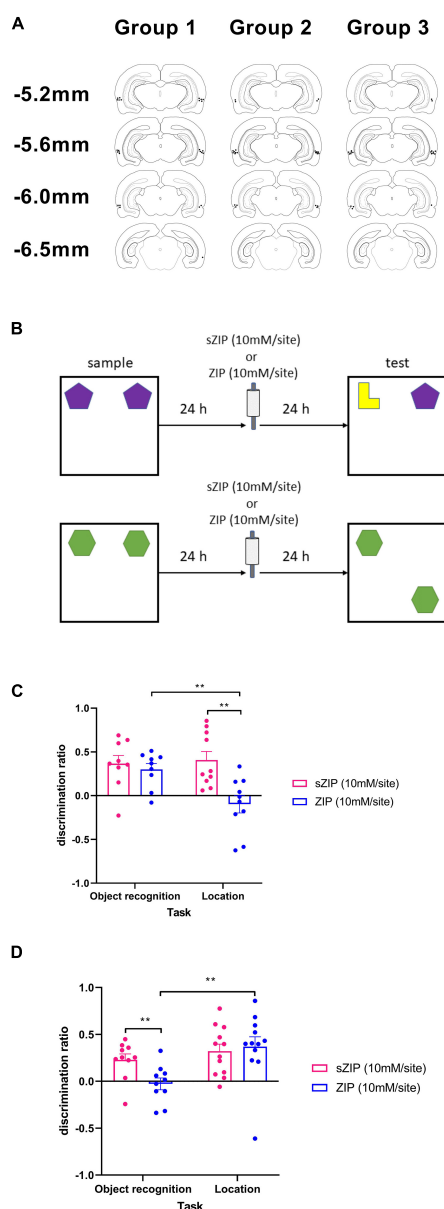 A
Group 1 Group 2 Group 3
-5.2mm
-5.6mm
-6.0mm
-6.5mm
B
sample
sZIP (10mM/site)
or
ZIP (10mM/site)
test
24 h
24 h
sZIP (10mM/site)
or
ZIP (10mM/site)
24 h
24 h
C
**
**
1.0
0.5
0.0
-0.5
-1.0
discrimination ratio
Object recognition
Location
Task
sZIP (10mM/site)
ZIP (10mM/site)
D
**
**
1.0
0.5
0.0
-0.5
-1.0
discrimination ratio
Object recognition
Location
Task
sZIP (10mM/site)
ZIP (10mM/site)